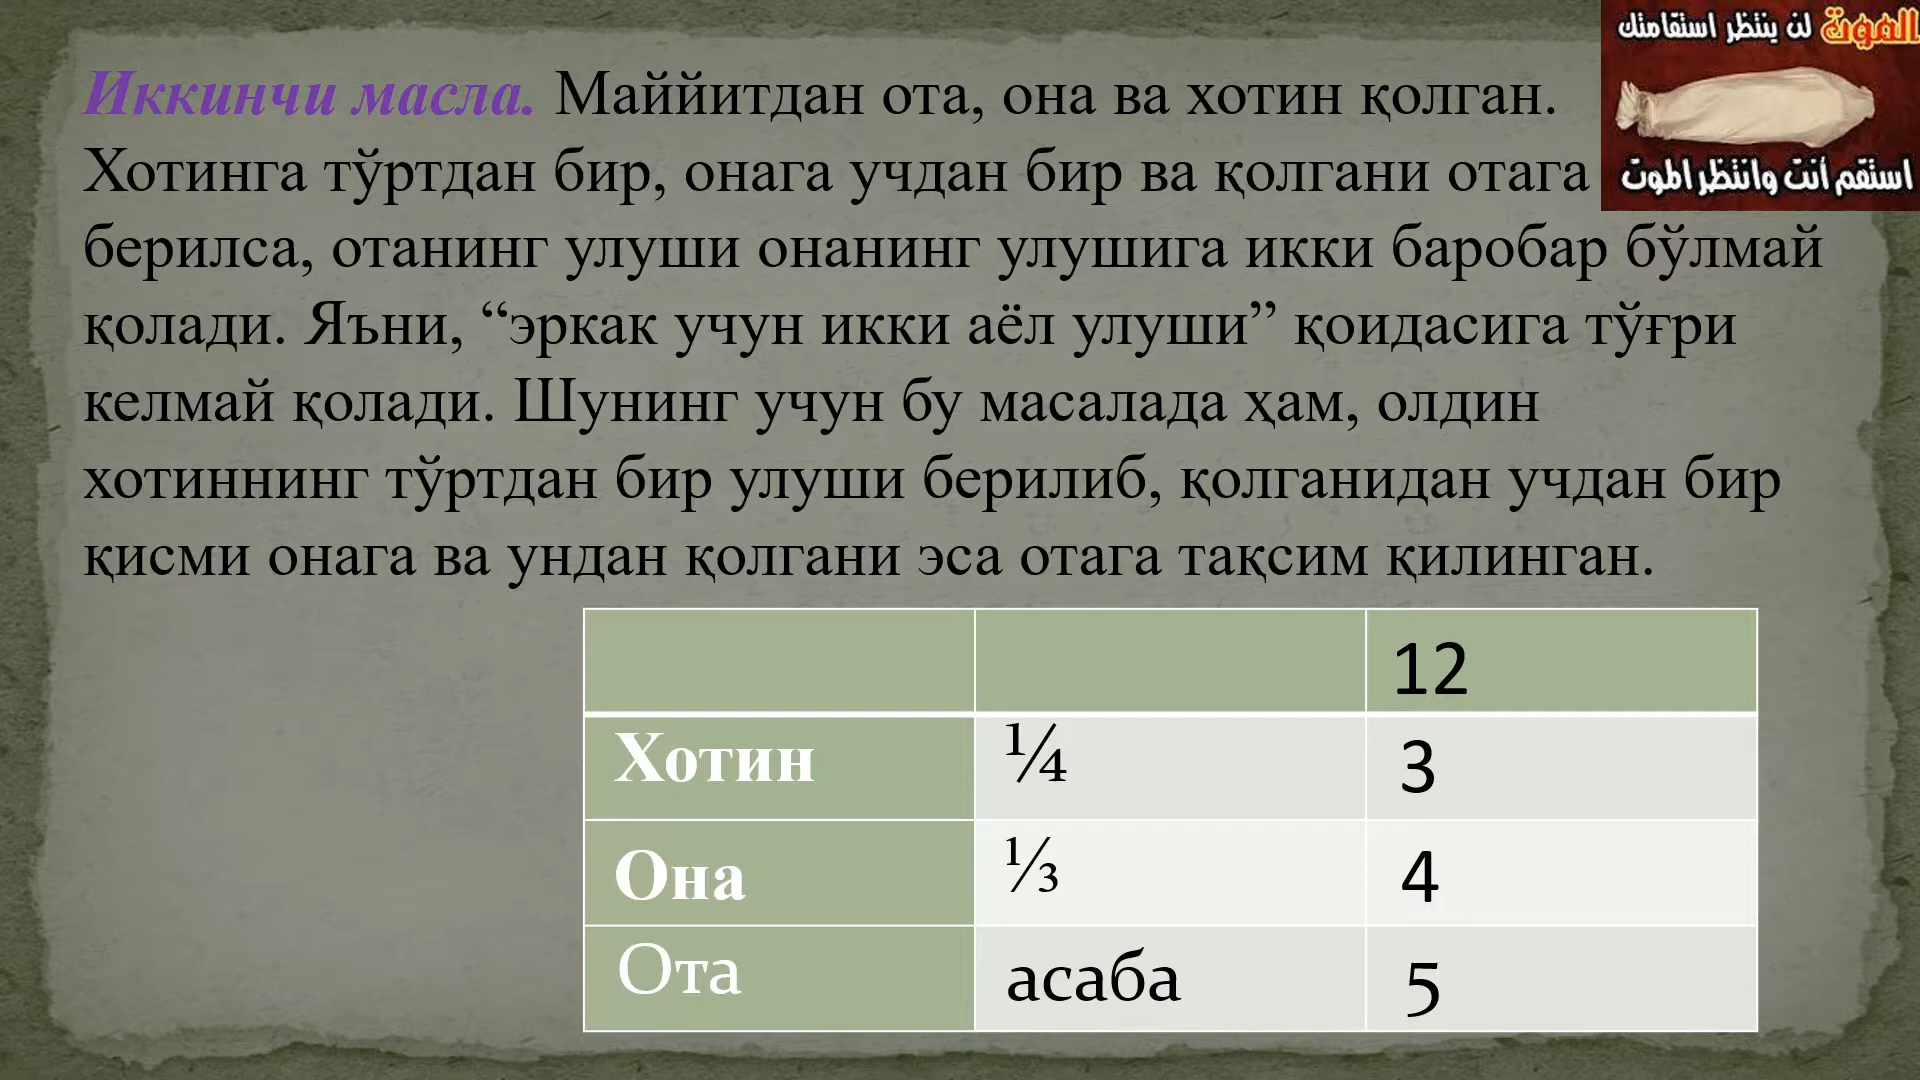 الموت لن ينتظر استقامتك
استقم أنت وانتظر الموت
Иккинчи масла. Маййитдан ота, она ва хотин қолган.
Хотинга тўртдан бир, онага учдан бир ва қолгани отага
берилса, отанинг улуши онанинг улушига икки баробар бўлмай
қолади. Яъни, “эркак учун икки аёл улуши” қоидасига тўғри
келмай қолади. Шунинг учун бу масалада ҳам, олдин
хотиннинг тўртдан бир улуши берилиб, қолганидан учдан бир
қисми онага ва ундан қолгани эса отага тақсим қилинган.
12
Хотин ¼ 3
Она ⅓ 4
Ота асаба 5